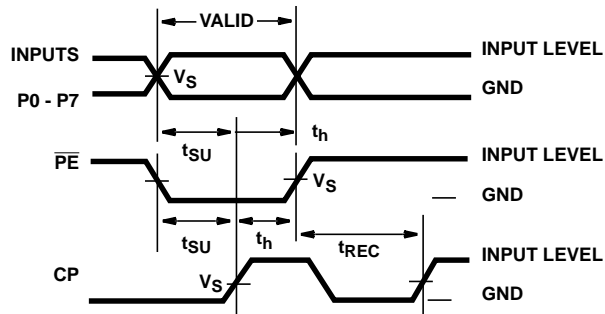 VALID
INPUTS
INPUT LEVEL
VS
P0 - P7
GND
tSU
th
PE
INPUT LEVEL
VS
GND
tSU
th
tREC
INPUT LEVEL
CP
VS
GND